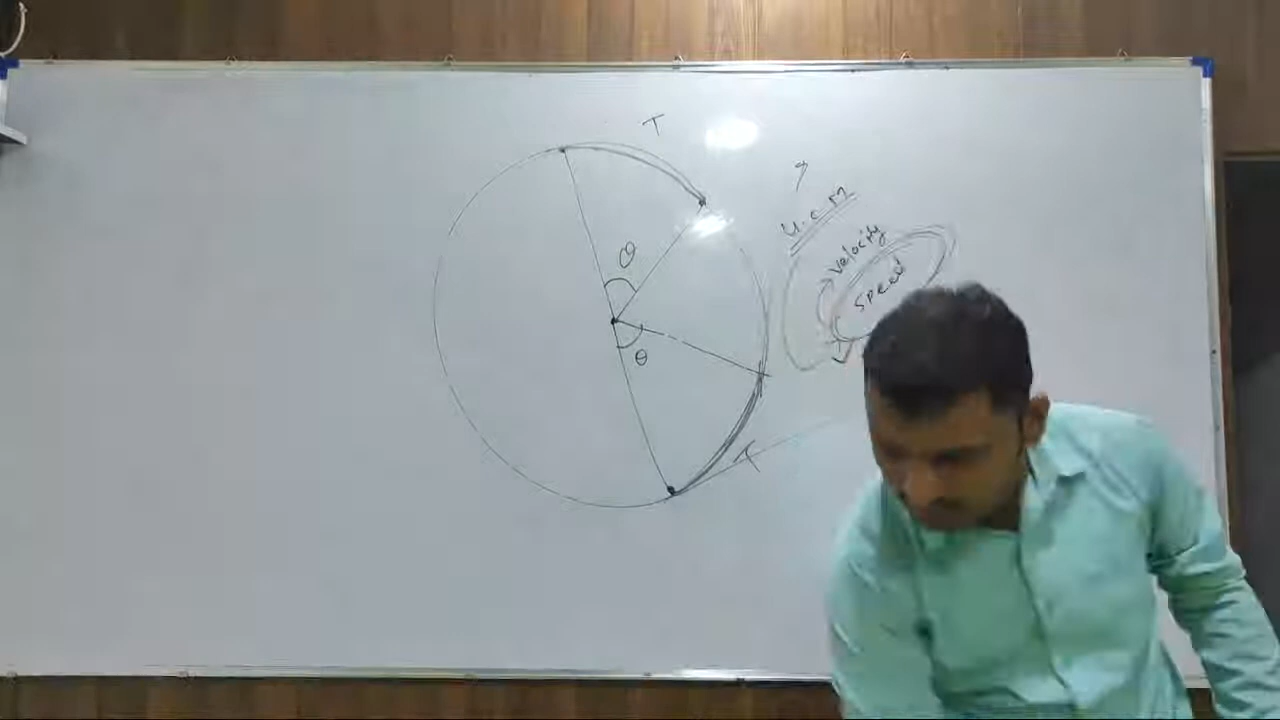 T
U.C.M
velocity
speed
θ
θ
T